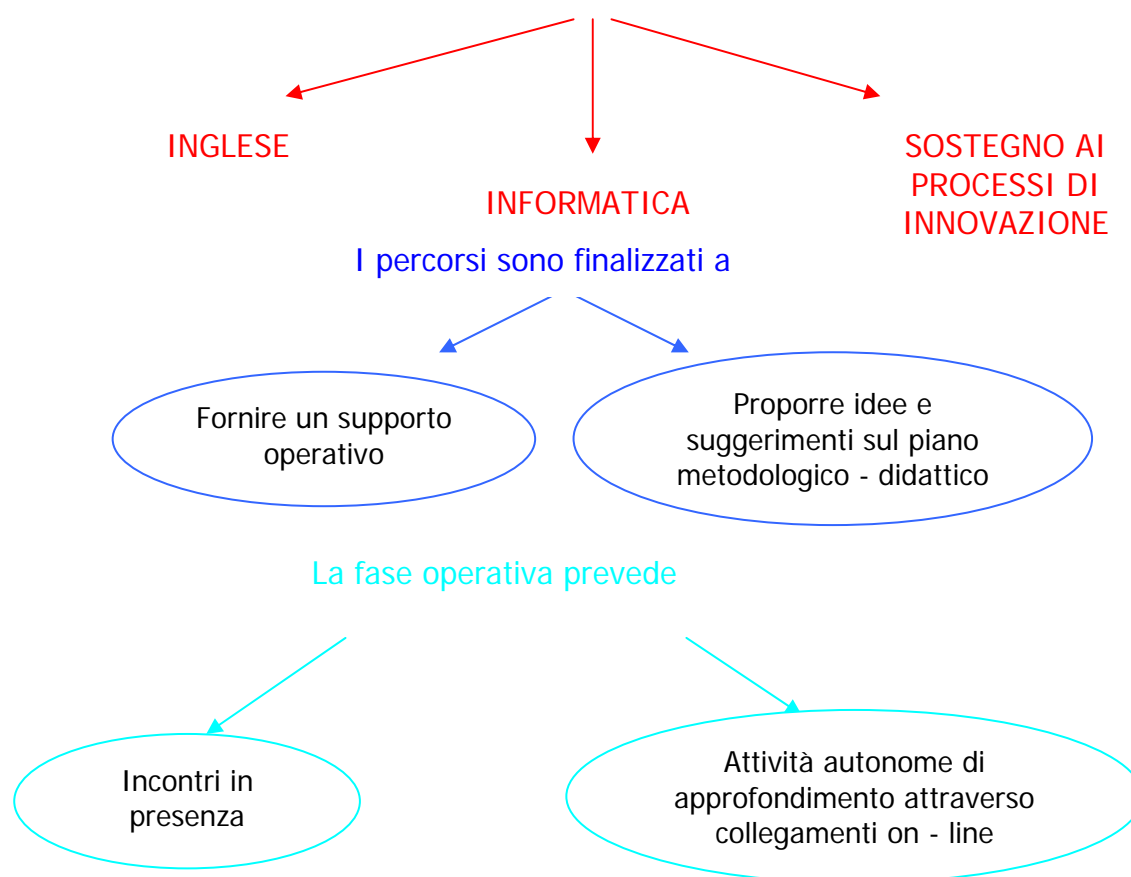 INGLESE
INFORMATICA
SOSTEGNO AI
PROCESSI DI
INNOVAZIONE
I percorsi sono finalizzati a
Fornire un supporto
operativo
Proporre idee e
suggerimenti sul piano
metodologico - didattico
La fase operativa prevede
Incontri in
presenza
Attività autonome di
approfondimento attraverso
collegamenti on - line